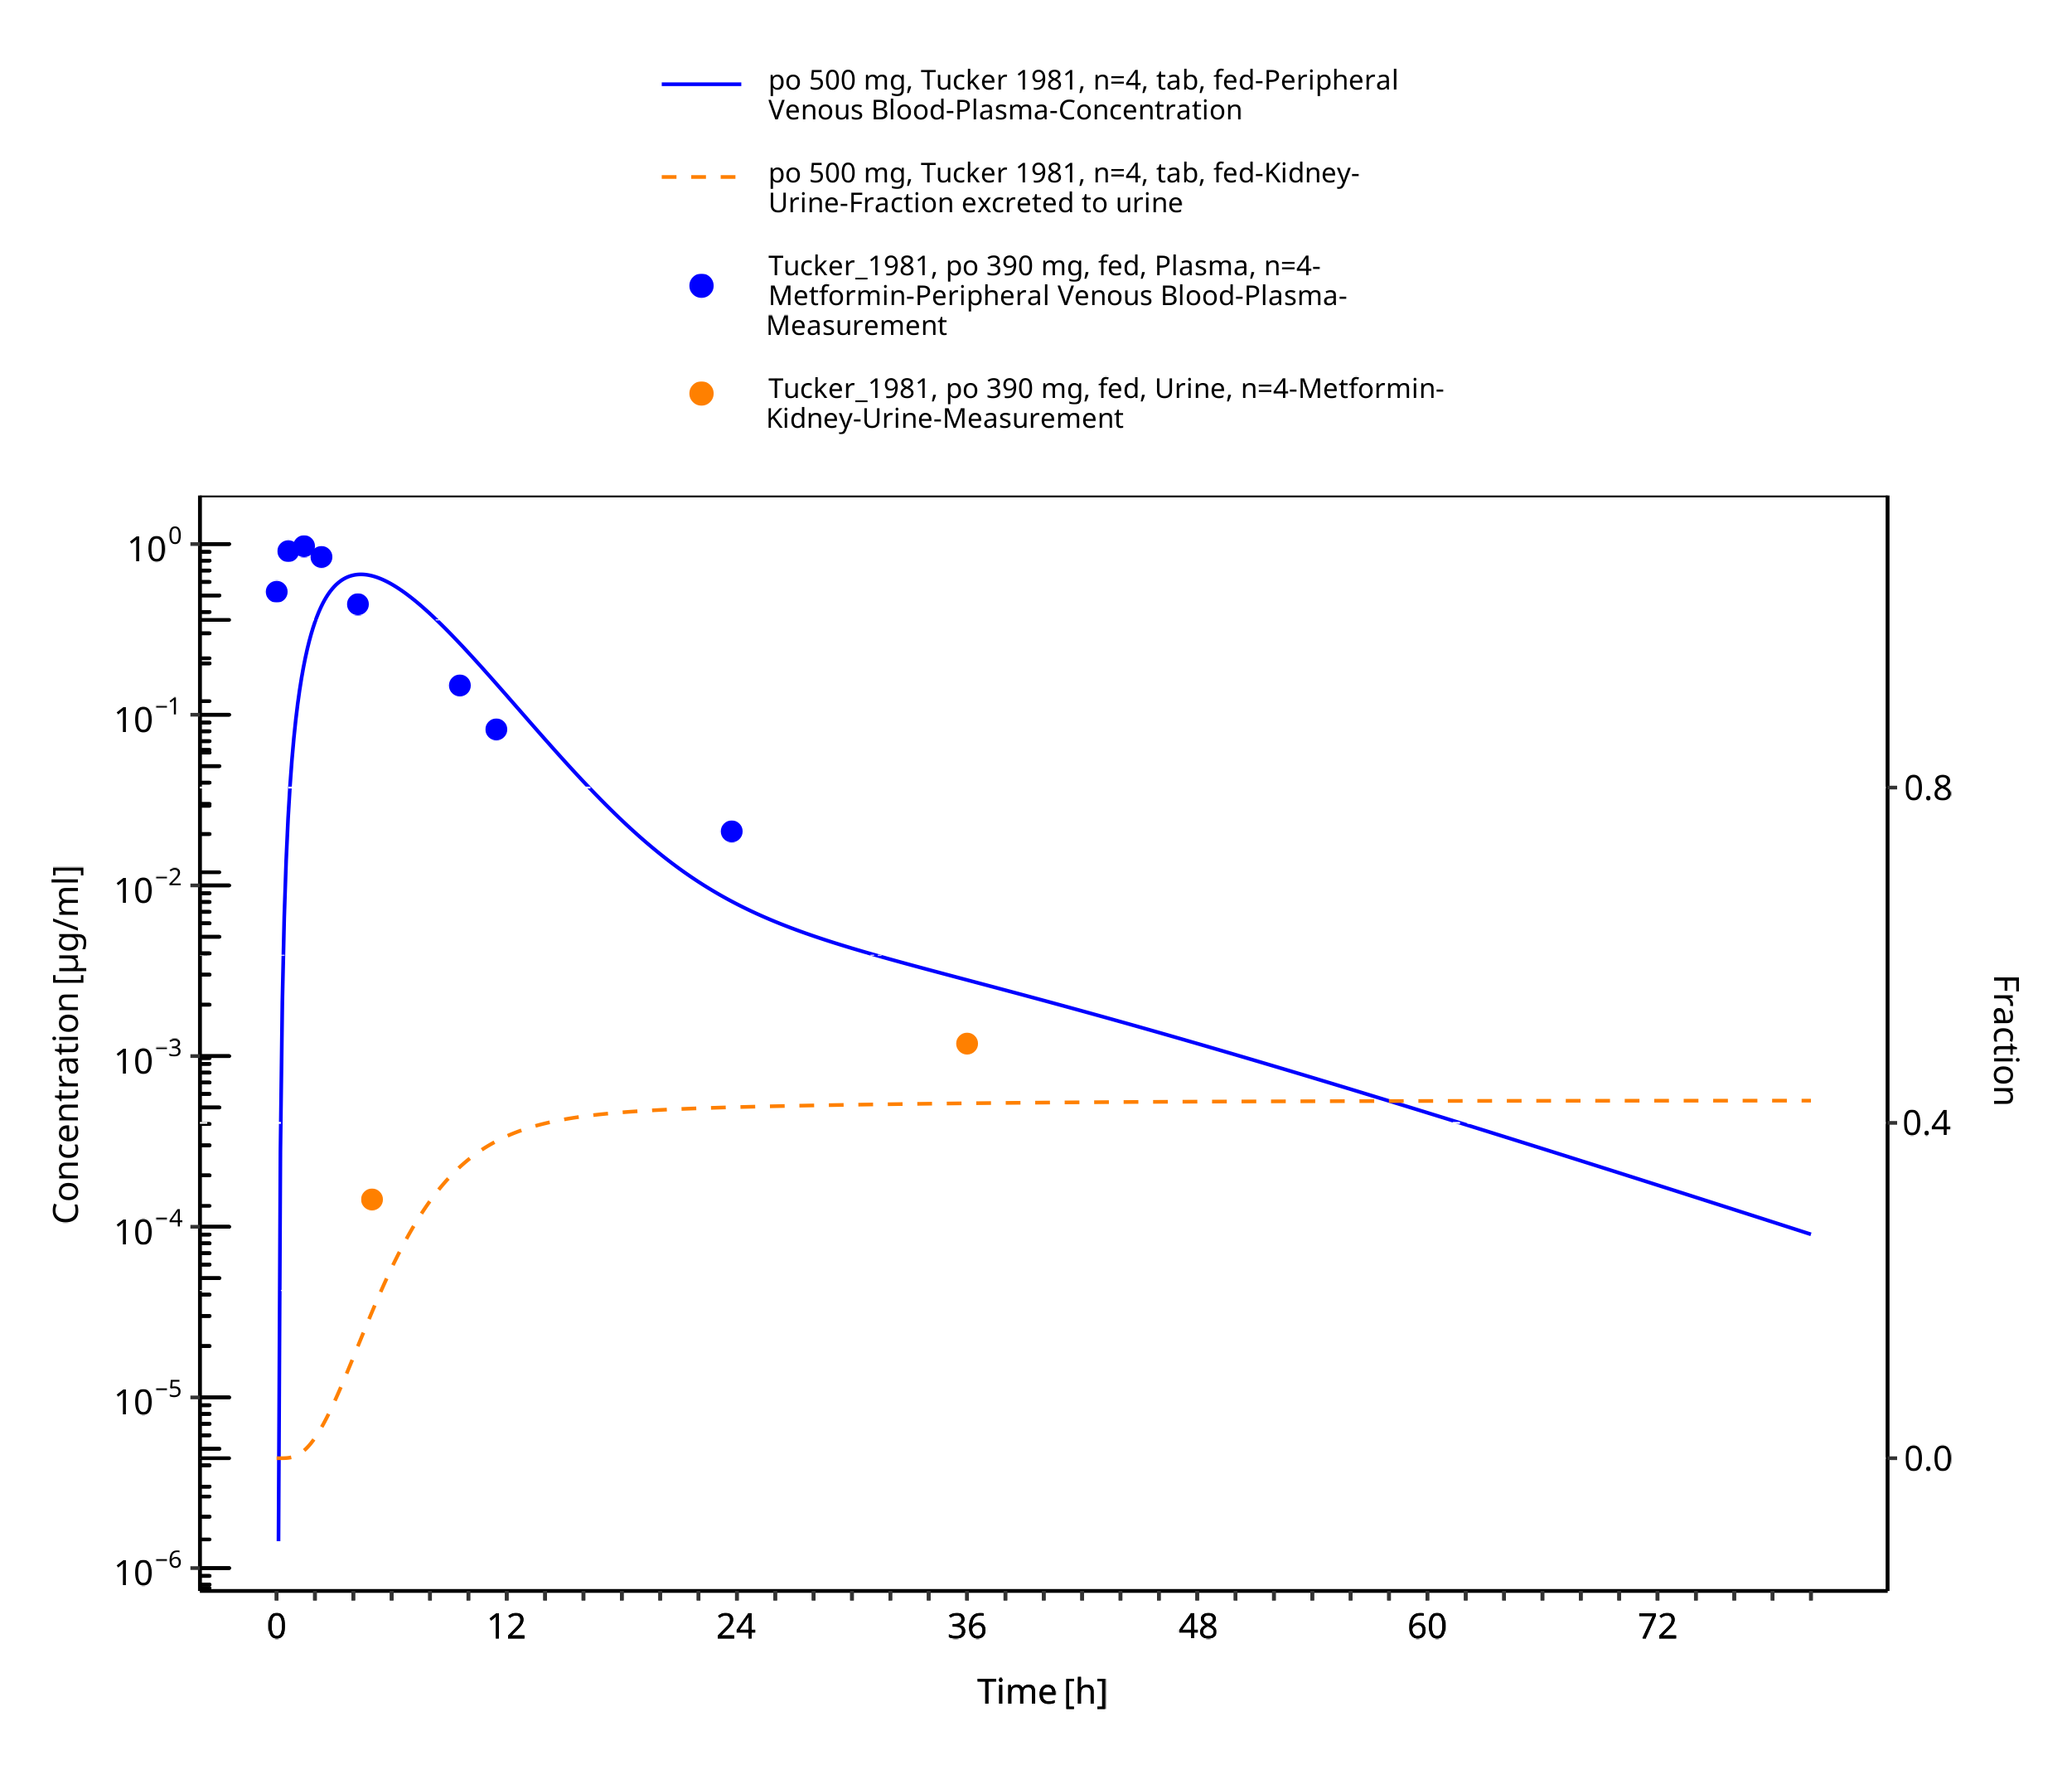 po 500 mg, Tucker 1981, n=4, tab, fed-Peripheral
Venous Blood-Plasma-Concentration
po 500 mg, Tucker 1981, n=4, tab, fed-Kidney-
Urine-Fraction excreted to urine
Tucker_1981, po 390 mg, fed, Plasma, n=4-
Metformin-Peripheral Venous Blood-Plasma-
Measurement
Tucker_1981, po 390 mg, fed, Urine, n=4-Metformin-
Kidney-Urine-Measurement
10⁰
10⁻¹
10⁻²
10⁻³
10⁻⁴
10⁻⁵
10⁻⁶
Concentration [µg/ml]
0.8
0.4
0.0
Fraction
0 12 24 36 48 60 72
Time [h]